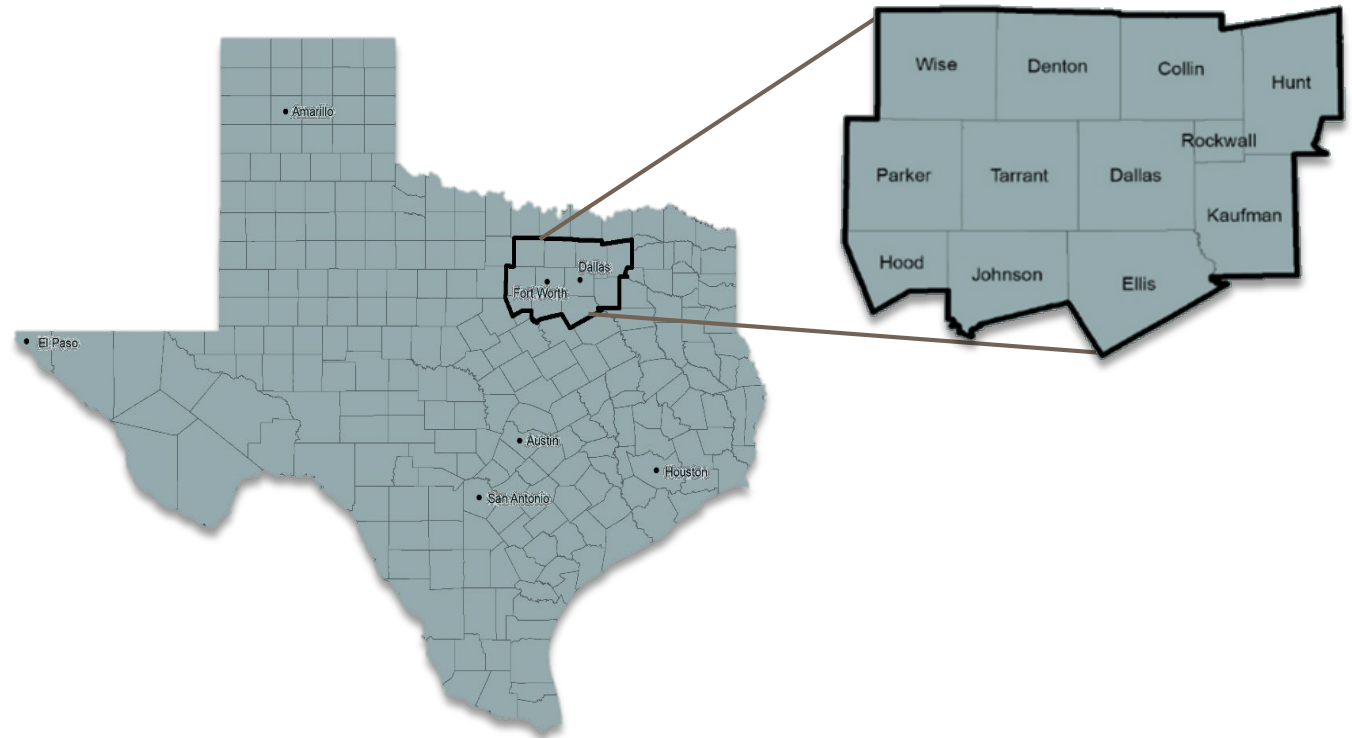 Amarillo
Dallas
Fort Worth
El Paso
Austin
Houston
San Antonio
Wise
Denton
Collin
Hunt
Rockwall
Parker
Tarrant
Dallas
Kaufman
Hood
Johnson
Ellis